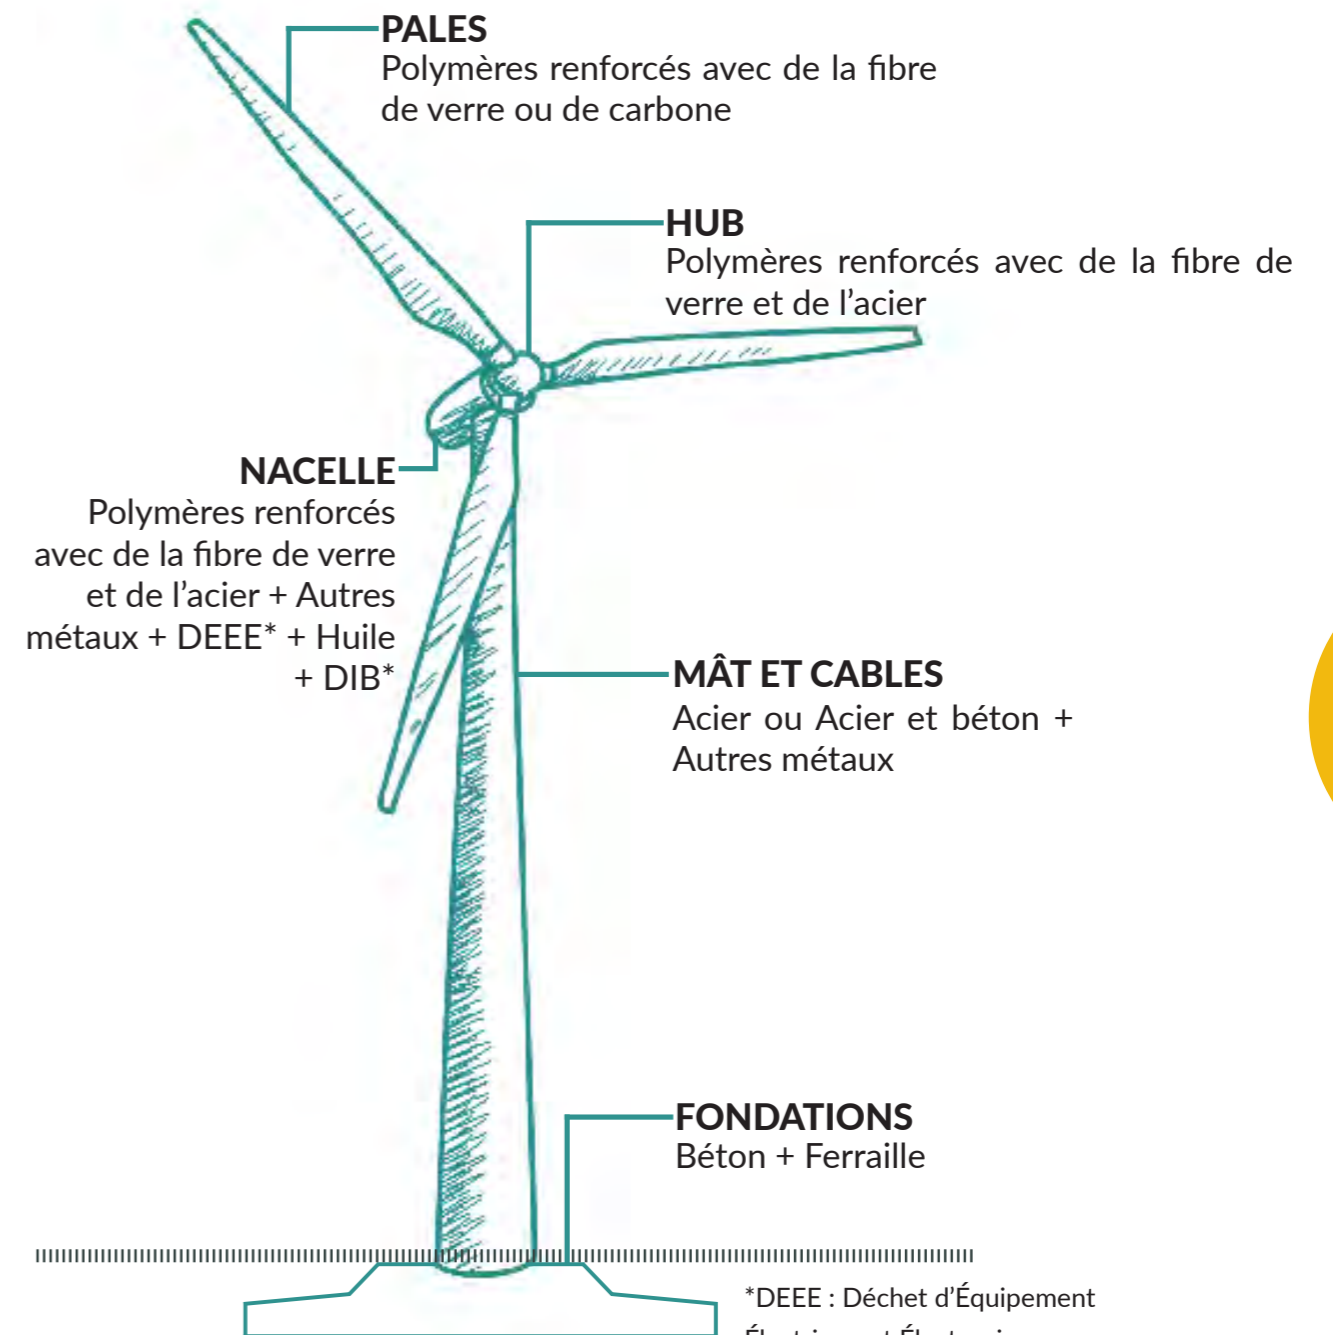 PALES
Polymères renforcés avec de la fibre
de verre ou de carbone
HUB
Polymères renforcés avec de la fibre de
verre et de l’acier
NACELLE
Polymères renforcés
avec de la fibre de verre
et de l’acier + Autres
métaux + DEEE* + Huile
+ DIB*
MÂT ET CABLES
Acier ou Acier et béton +
Autres métaux
FONDATIONS
Béton + Ferraille
*DEEE : Déchet d’Équipement